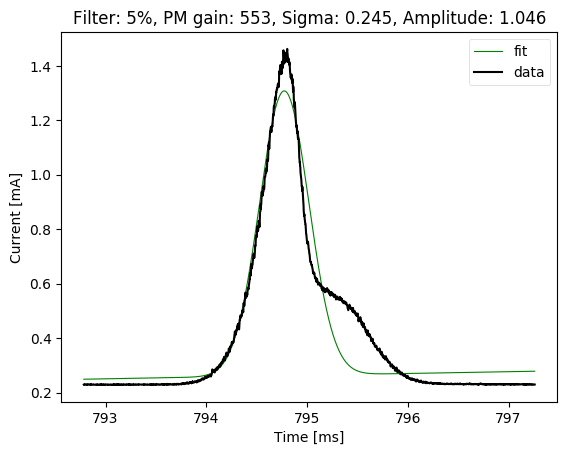 Filter: 5%, PM gain: 553, Sigma: 0.245, Amplitude: 1.046
fit
data
1.4
1.2
1.0
0.8
0.6
0.4
0.2
Current [mA]
793
794
795
796
797
Time [ms]